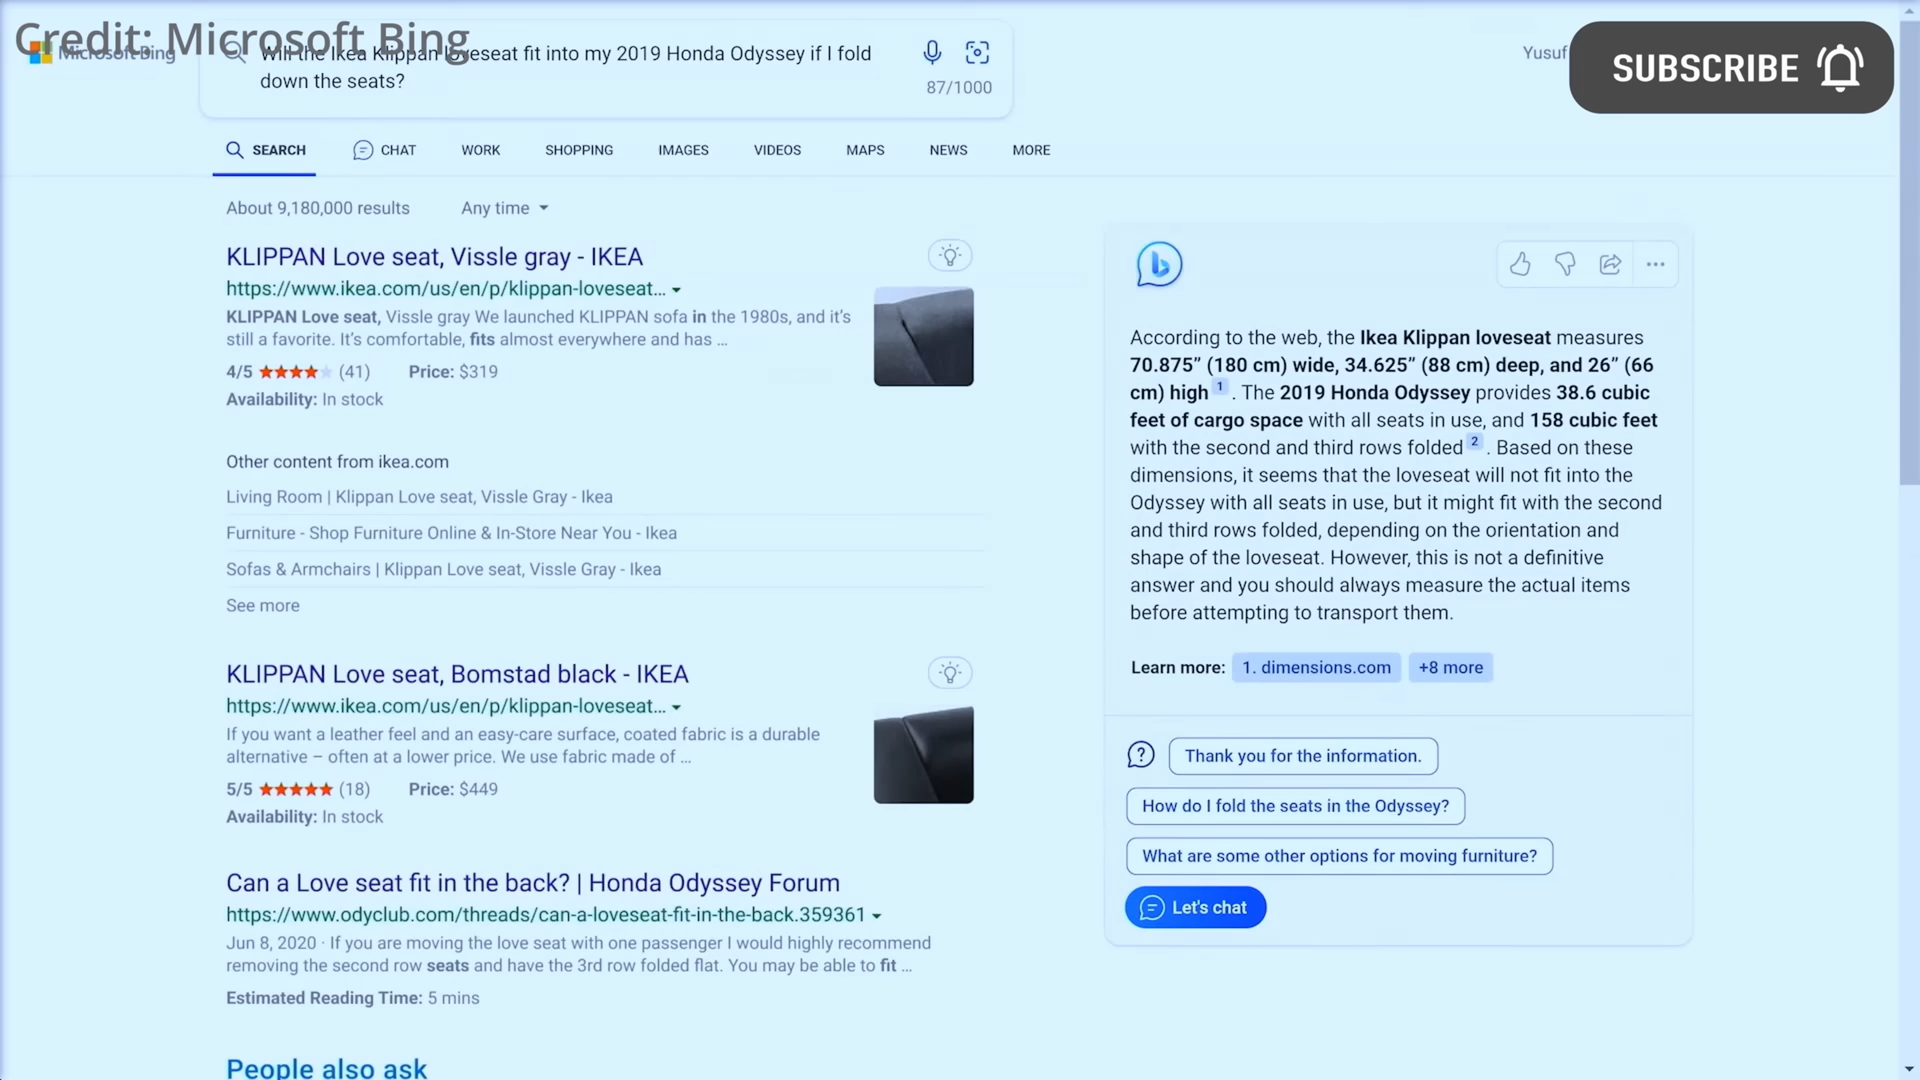 Credit: Microsoft Bing
Microsoft Bing
Will the Ikea Klippan loveseat fit into my 2019 Honda Odyssey if I fold
down the seats?
87/1000
Yusuf
SUBSCRIBE
SEARCH
CHAT
WORK
SHOPPING
IMAGES
VIDEOS
MAPS
NEWS
MORE
About 9,180,000 results
Any time
KLIPPAN Love seat, Vissle gray - IKEA
https://www.ikea.com/us/en/p/klippan-loveseat...
KLIPPAN Love seat, Vissle gray We launched KLIPPAN sofa in the 1980s, and it's
still a favorite. It's comfortable, fits almost everywhere and has ...
4/5 ★★★★★ (41) Price: $319
Availability: In stock
Other content from ikea.com
Living Room | Klippan Love seat, Vissle Gray - Ikea
Furniture - Shop Furniture Online & In-Store Near You - Ikea
Sofas & Armchairs | Klippan Love seat, Vissle Gray - Ikea
See more
KLIPPAN Love seat, Bomstad black - IKEA
https://www.ikea.com/us/en/p/klippan-loveseat...
If you want a leather feel and an easy-care surface, coated fabric is a durable
alternative – often at a lower price. We use fabric made of ...
5/5 ★★★★★ (18) Price: $449
Availability: In stock
Can a Love seat fit in the back? | Honda Odyssey Forum
https://www.odyclub.com/threads/can-a-loveseat-fit-in-the-back.359361
Jun 8, 2020 · If you are moving the love seat with one passenger I would highly recommend
removing the second row seats and have the 3rd row folded flat. You may be able to fit ...
Estimated Reading Time: 5 mins
People also ask
According to the web, the Ikea Klippan loveseat measures
70.875” (180 cm) wide, 34.625” (88 cm) deep, and 26” (66
cm) high 1 . The 2019 Honda Odyssey provides 38.6 cubic
feet of cargo space with all seats in use, and 158 cubic feet
with the second and third rows folded 2 . Based on these
dimensions, it seems that the loveseat will not fit into the
Odyssey with all seats in use, but it might fit with the second
and third rows folded, depending on the orientation and
shape of the loveseat. However, this is not a definitive
answer and you should always measure the actual items
before attempting to transport them.
Learn more: 1. dimensions.com +8 more
Thank you for the information.
How do I fold the seats in the Odyssey?
What are some other options for moving furniture?
Let's chat